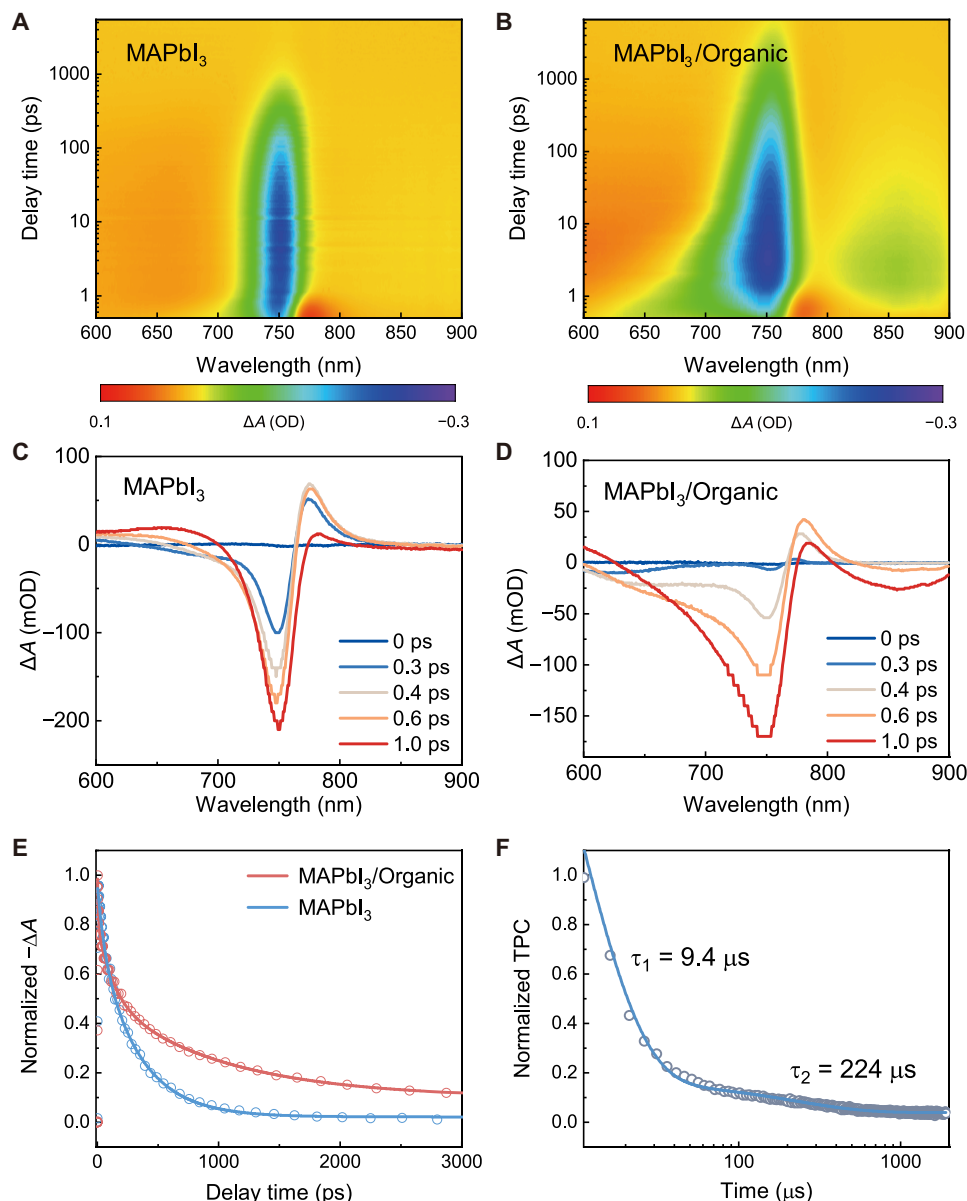 A
MAPbI3
Delay time (ps)
1000
100
10
1
600 650 700 750 800 850 900
Wavelength (nm)
0.1 ΔA (OD) −0.3
B
MAPbI3/Organic
Delay time (ps)
1000
100
10
1
600 650 700 750 800 850 900
Wavelength (nm)
0.1 ΔA (OD) −0.3
C
MAPbI3
ΔA (mOD)
100
0
−100
−200
0 ps
0.3 ps
0.4 ps
0.6 ps
1.0 ps
600 700 800 900
Wavelength (nm)
D
MAPbI3/Organic
ΔA (mOD)
100
50
0
−50
−100
−150
0 ps
0.3 ps
0.4 ps
0.6 ps
1.0 ps
600 700 800 900
Wavelength (nm)
E
MAPbI3/Organic
MAPbI3
Normalized −ΔA
1.0
0.8
0.6
0.4
0.2
0.0
0 1000 2000 3000
Delay time (ps)
F
Normalized TPC
1.0
0.8
0.6
0.4
0.2
0.0
τ1 = 9.4 μs
τ2 = 224 μs
100 1000
Time (μs)